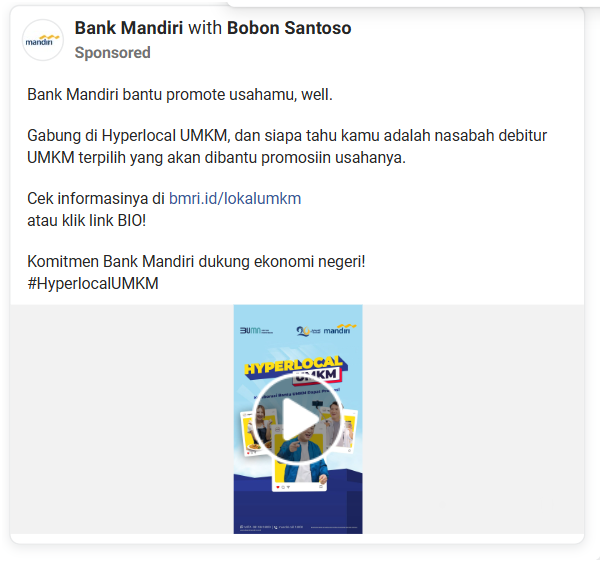 mandiri
Bank Mandiri with Bobon Santoso
Sponsored
Bank Mandiri bantu promote usahamu, well.
Gabung di Hyperlocal UMKM, dan siapa tahu kamu adalah nasabah debitur
UMKM terpilih yang akan dibantu promosiin usahanya.
Cek informasinya di bmri.id/lokalumkm
atau klik link BIO!
Komitmen Bank Mandiri dukung ekonomi negeri!
#HyperlocalUMKM
BUMN
mandiri
HYPERLOCAL
UMKM